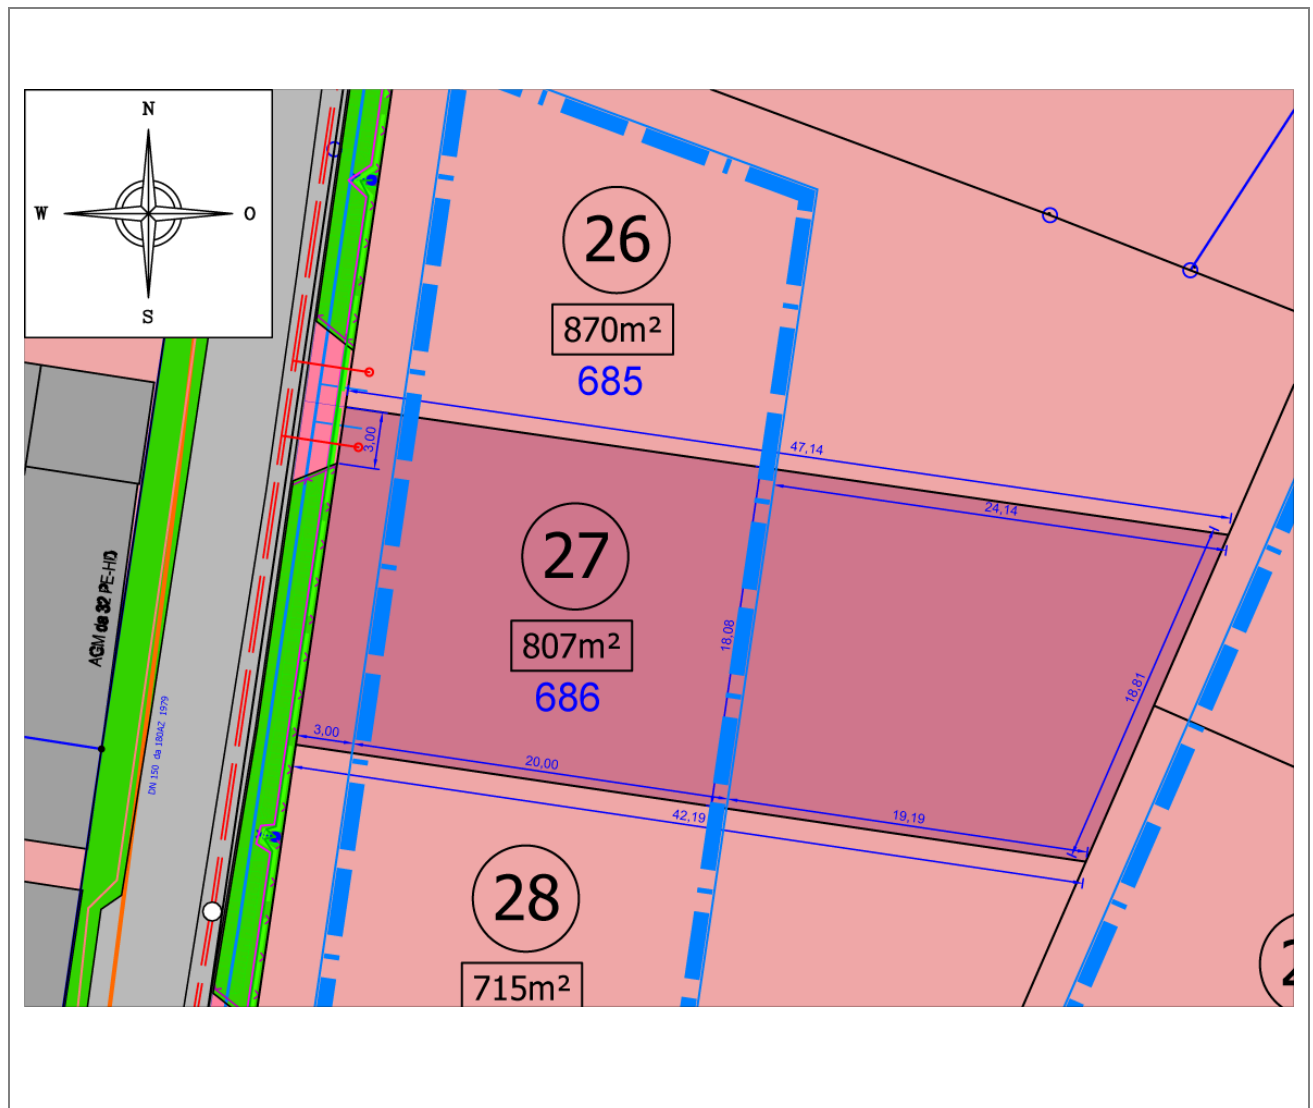 N
W
O
S
26
870m²
685
47,14
3,00
24,14
27
807m²
686
18,08
18,81
AGM da 32 PE-HD
DN 150 da 180AZ 1979
3,00
20,00
19,19
42,19
28
715m²